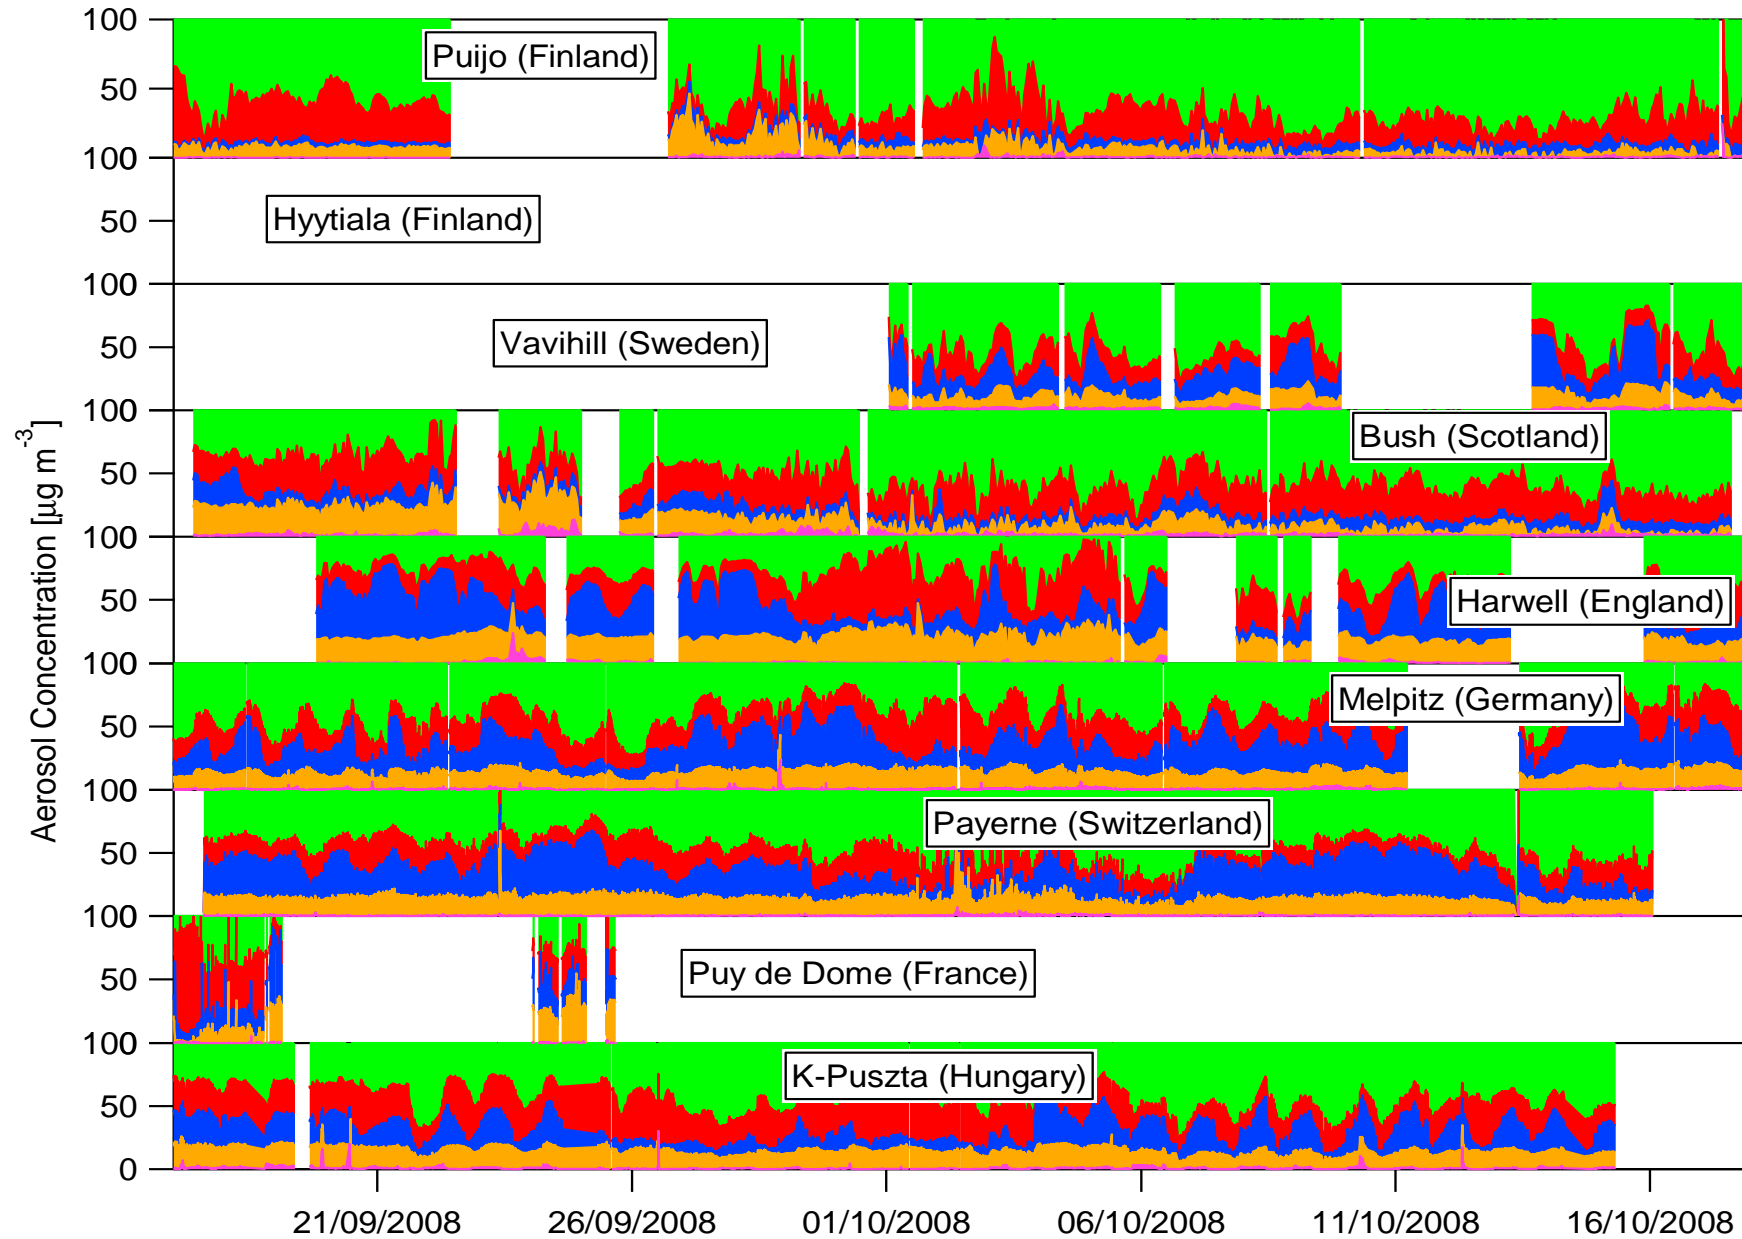 100
Puijo (Finland)
50
100
Hyytiala (Finland)
50
100
Vavihill (Sweden)
50
100
Bush (Scotland)
50
100
Harwell (England)
50
100
Melpitz (Germany)
50
100
Payerne (Switzerland)
50
100
Puy de Dome (France)
50
100
K-Puszta (Hungary)
50
0
Aerosol Concentration [µg m-3]
21/09/2008
26/09/2008
01/10/2008
06/10/2008
11/10/2008
16/10/2008